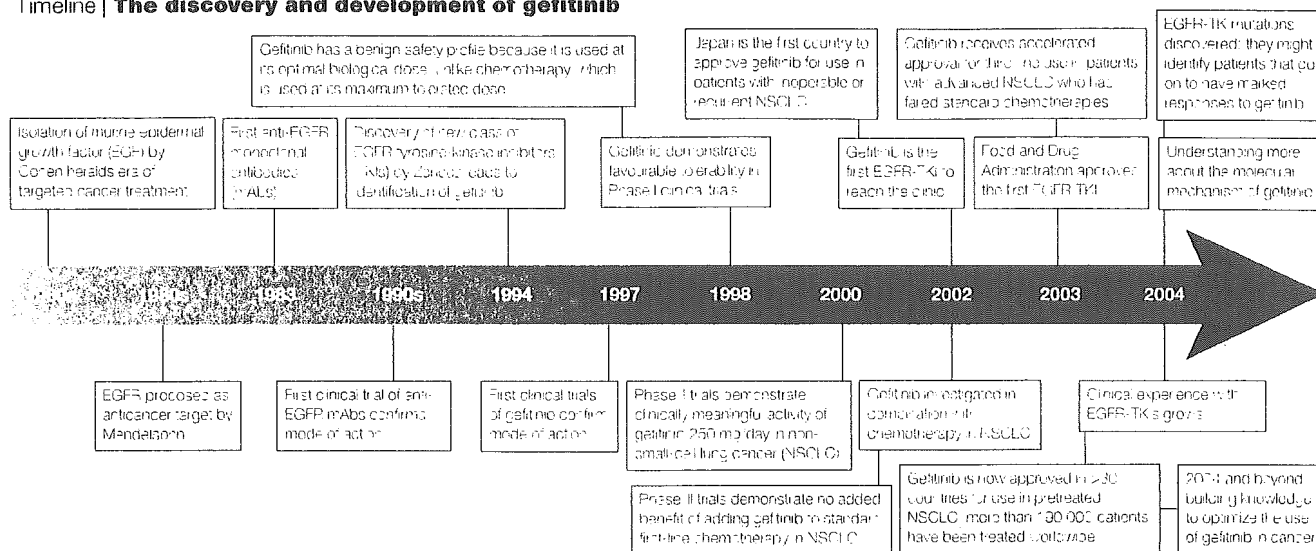 Timeline | The discovery and development of gefitinib
Gefitinib has a benign safety profile because it is used at
its optimal biological dose, unlike chemotherapy, which
is used at its maximum tolerated dose
Japan is the first country to
approve gefitinib for use in
patients with inoperable or
recurrent NSCLC
Gefitinib receives accelerated
approval for third-line use in patients
with advanced NSCLC who had
failed standard chemotherapies
EGFR-TK mutations
discovered: they might
identify patients that go
on to have marked
responses to gefitinib
Isolation of murine epidermal
growth factor (EGF) by
Cohen heralds era of
targeted cancer treatment
First anti-EGFR
monoclonal
antibodies
(mAbs)
Discovery of new class of
EGFR tyrosine-kinase inhibitors
(TKIs) by Zeneca leads to
identification of gefitinib
Gefitinib demonstrates
favourable tolerability in
Phase I clinical trials
Gefitinib is the
first EGFR-TKI to
reach the clinic
Food and Drug
Administration approves
the first EGFR-TKI
Understanding more
about the molecular
mechanism of gefitinib
1980s 1983 1990s 1994 1997 1998 2000 2002 2003 2004
EGFR proposed as
anticancer target by
Mendelsohn
First clinical trial of anti-
EGFR mAbs confirms
mode of action
First clinical trials
of gefitinib confirm
mode of action
Phase II trials demonstrate
clinically meaningful activity of
gefitinib 250 mg/day in non-
small-cell lung cancer (NSCLC)
Gefitinib investigated in
combination with
chemotherapy in NSCLC
Clinical experience with
EGFR-TKIs grows
Phase III trials demonstrate no added
benefit of adding gefitinib to standard
first-line chemotherapy in NSCLC
Gefitinib is now approved in >30
countries for use in pretreated
NSCLC, more than
patients
have been treated worldwide
2004 and beyond
building knowledge
to optimize the use
of gefitinib in cancer